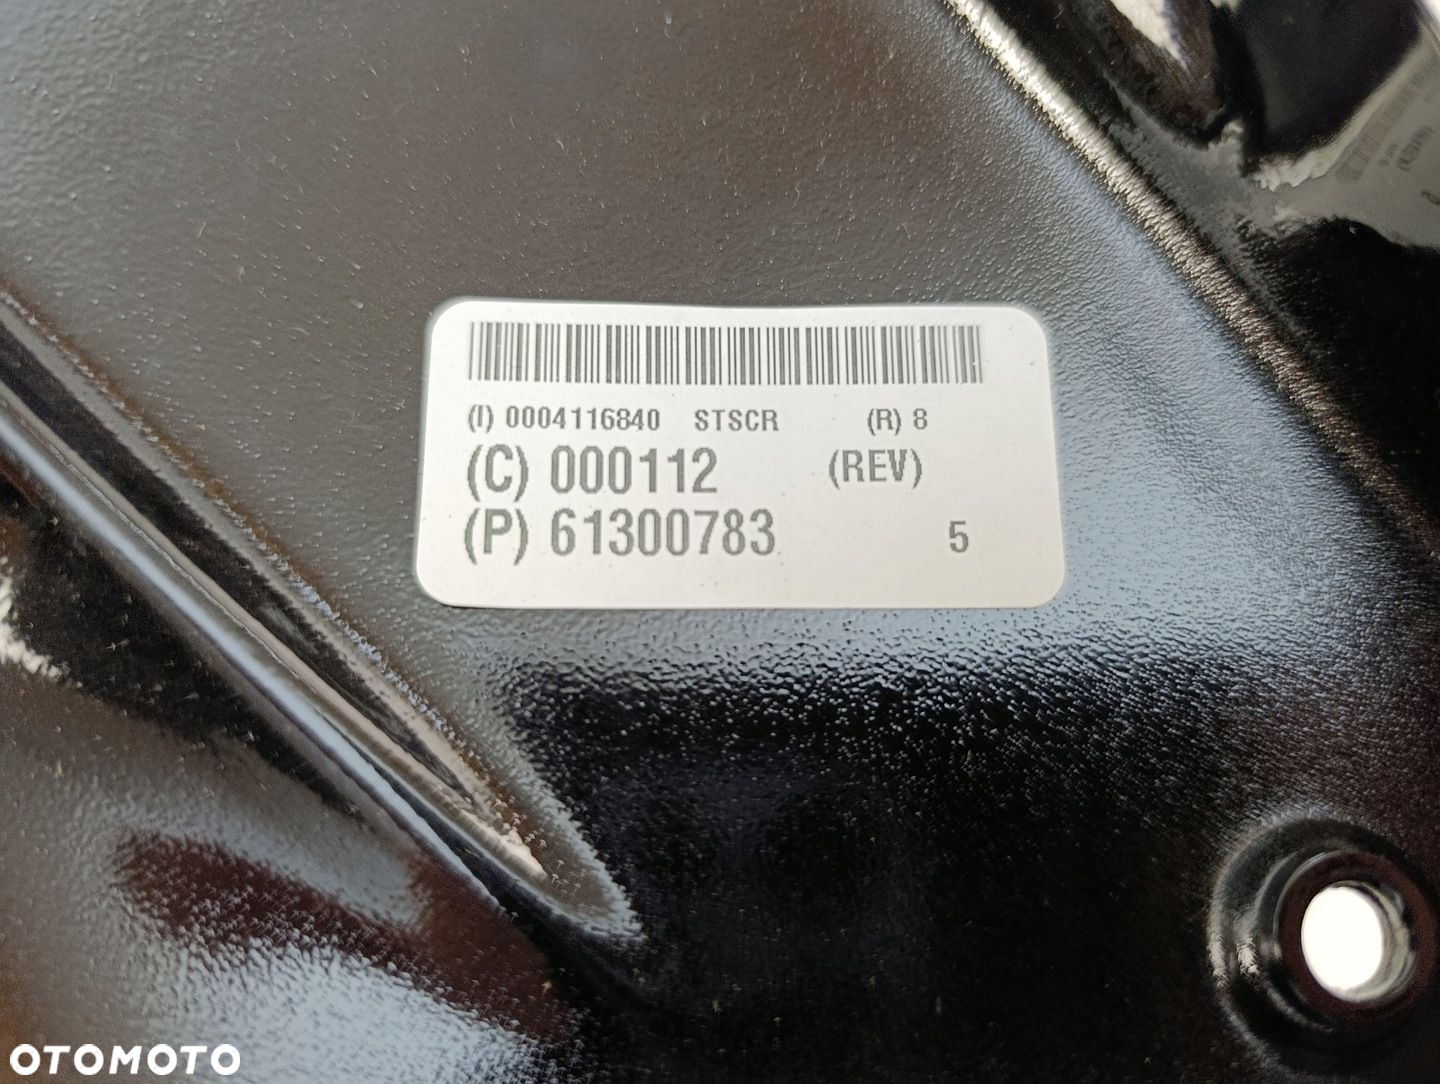 (I) 0004116840 STSCR (R) 8
(C) 000112 (REV)
(P) 61300783 5
OTOMOTO